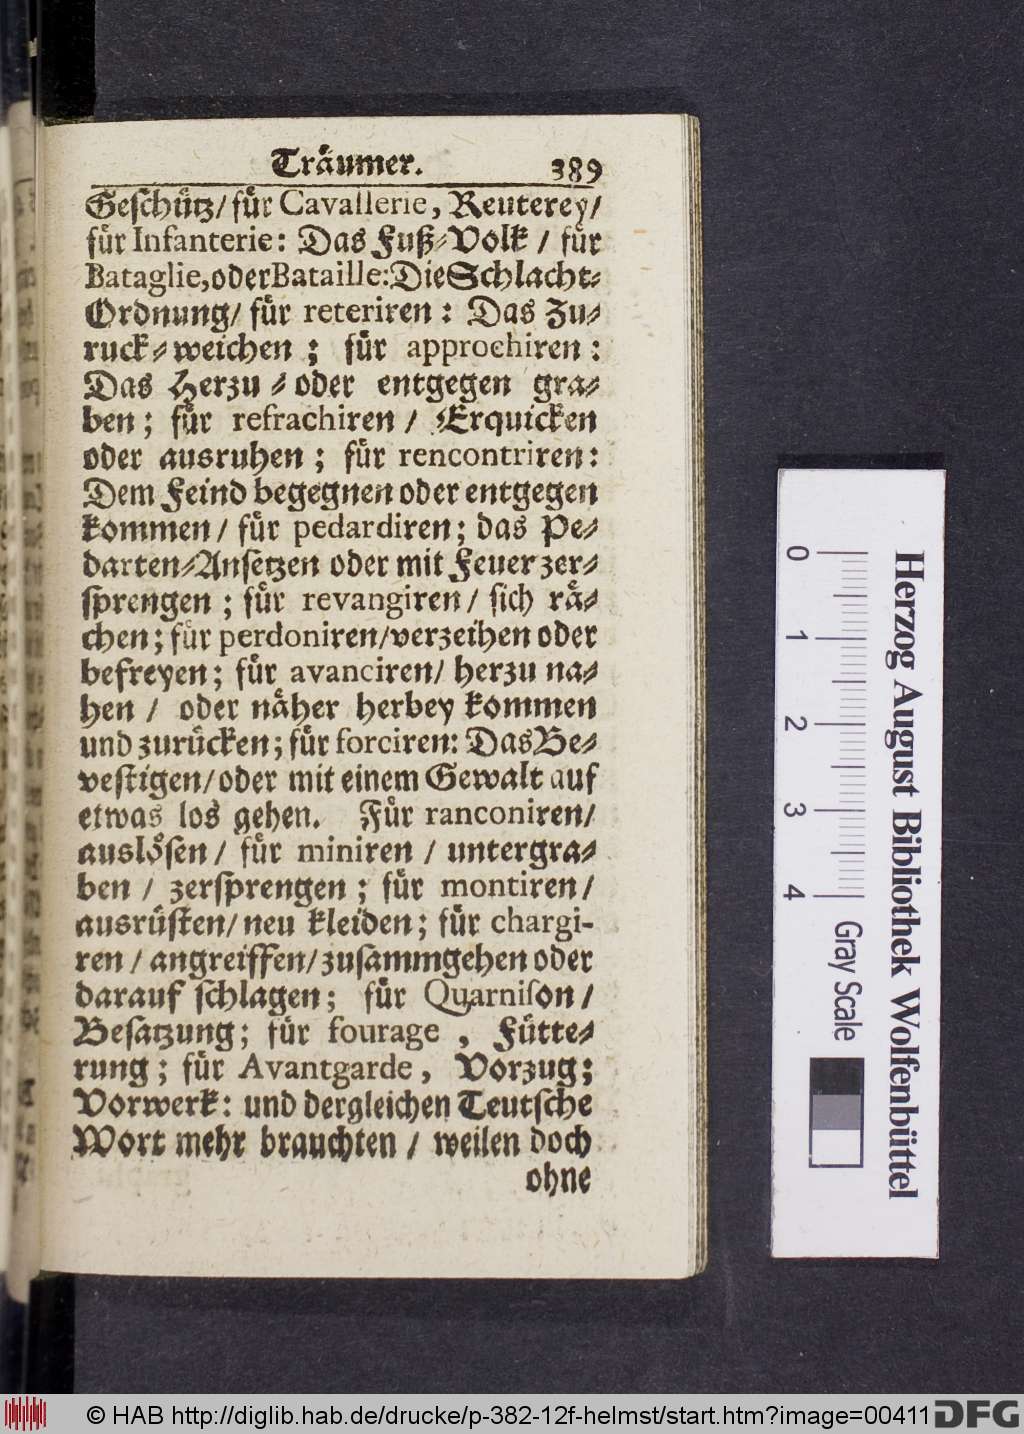 Träumer. 389
Geschütz/ für Cavallerie, Reuterey/
für Infanterie: Das Fuß-Volk / für
Bataglie, oder Bataille: Die Schlacht-
Ordnung/ für reteriren: Das Zu-
ruck-weichen; für approchiren:
Das Herzu- oder entgegen gra-
ben; für refrachiren / Erquicken
oder ausruhen; für rencontriren:
Dem Feind begegnen oder entgegen
kommen / für pedardiren; das Pe-
darten-Ansetzen oder mit Feuer zer-
sprengen; für revangiren / sich rä-
chen; für perdoniren/verzeihen oder
befreyen; für avanciren/ herzu na-
hen / oder näher herbey kommen
und zurücken; für forciren: Das Be-
vestigen/oder mit einem Gewalt auf
etwas los gehen. Für ranconiren/
auslösen / für miniren / untergra-
ben / zersprengen; für montiren/
ausrüsten/ neu kleiden; für chargi-
ren / angreiffen/ zusammgehen oder
darauf schlagen; für Quarnison /
Besatzung; für fourage, Fütte-
rung; für Avantgarde, Vorzug;
Vorwerk: und dergleichen Teutsche
Wort mehr brauchten / weilen doch
ohne
0 1 2 3 4 Gray Scale
Herzog August Bibliothek Wolfenbüttel
© HAB http://diglib.hab.de/drucke/p-382-12f-helmst/start.htm?image=00411 DFG